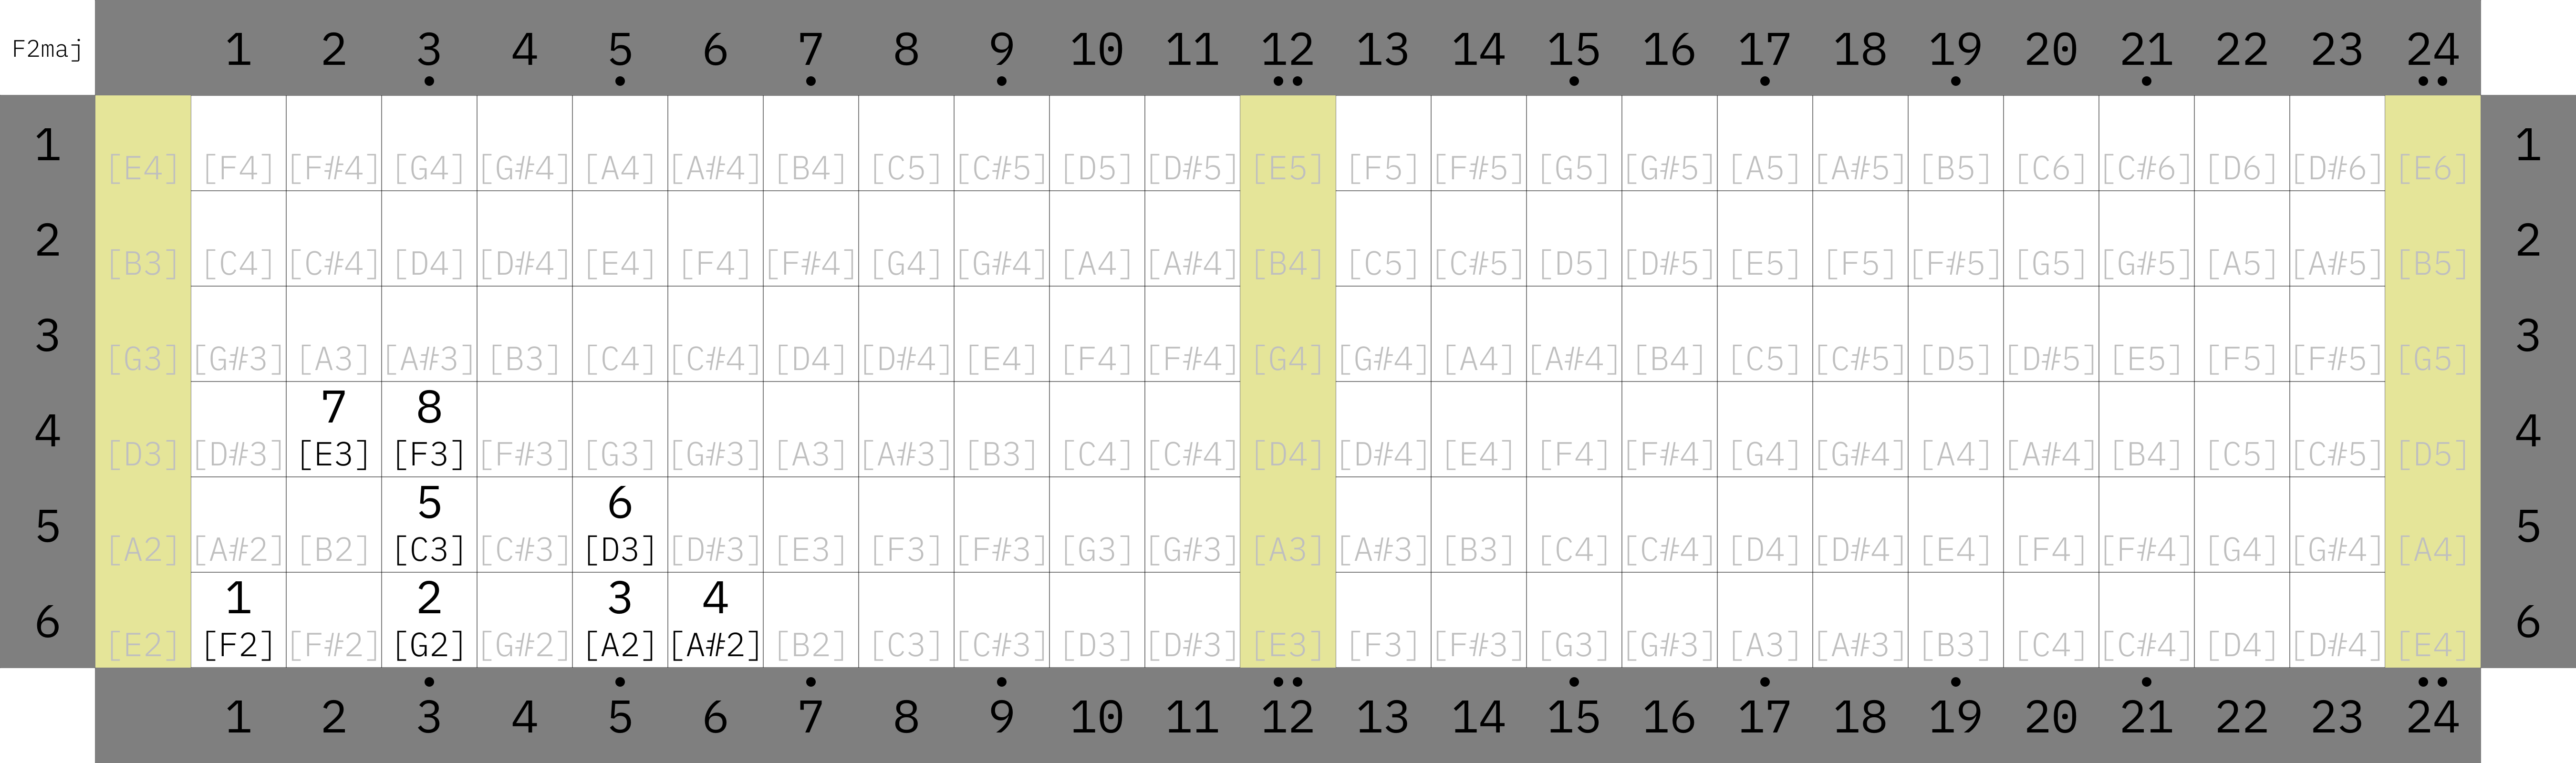 F2maj 1 2 3 4 5 6 7 8 9 10 11 12 13 14 15 16 17 18 19 20 21 22 23 24
1 [E4] [F4] [F#4] [G4] [G#4] [A4] [A#4] [B4] [C5] [C#5] [D5] [D#5] [E5] [F5] [F#5] [G5] [G#5] [A5] [A#5] [B5] [C6] [C#6] [D6] [D#6] [E6] 1
2 [B3] [C4] [C#4] [D4] [D#4] [E4] [F4] [F#4] [G4] [G#4] [A4] [A#4] [B4] [C5] [C#5] [D5] [D#5] [E5] [F5] [F#5] [G5] [G#5] [A5] [A#5] [B5] 2
3 [G3] [G#3] [A3] [A#3] [B3] [C4] [C#4] [D4] [D#4] [E4] [F4] [F#4] [G4] [G#4] [A4] [A#4] [B4] [C5] [C#5] [D5] [D#5] [E5] [F5] [F#5] [G5] 3
7 8
4 [D3] [D#3] [E3] [F3] [F#3] [G3] [G#3] [A3] [A#3] [B3] [C4] [C#4] [D4] [D#4] [E4] [F4] [F#4] [G4] [G#4] [A4] [A#4] [B4] [C5] [C#5] [D5] 4
5 6
5 [A2] [A#2] [B2] [C3] [C#3] [D3] [D#3] [E3] [F3] [F#3] [G3] [G#3] [A3] [A#3] [B3] [C4] [C#4] [D4] [D#4] [E4] [F4] [F#4] [G4] [G#4] [A4] 5
1 2 3 4
6 [E2] [F2] [F#2] [G2] [G#2] [A2] [A#2] [B2] [C3] [C#3] [D3] [D#3] [E3] [F3] [F#3] [G3] [G#3] [A3] [A#3] [B3] [C4] [C#4] [D4] [D#4] [E4] 6
1 2 3 4 5 6 7 8 9 10 11 12 13 14 15 16 17 18 19 20 21 22 23 24